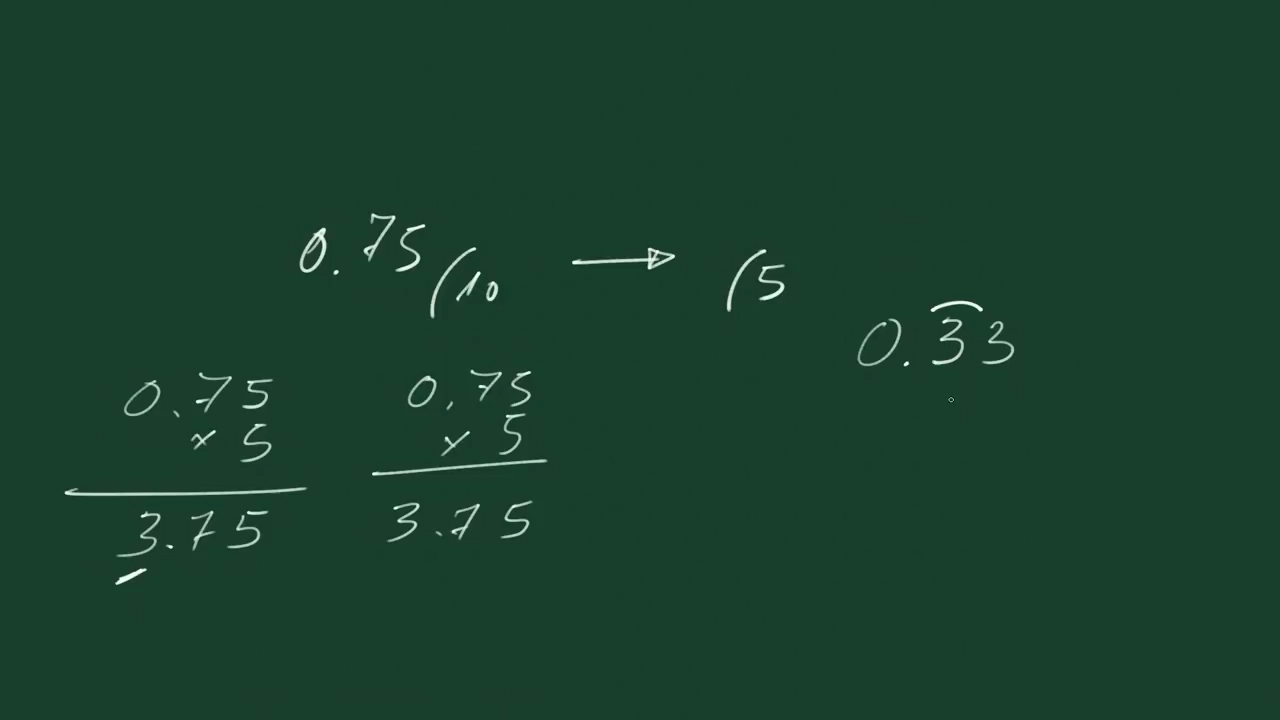 0.75(10 → (5
0.33
0.75 0.75
× 5 × 5
3.75 3.75